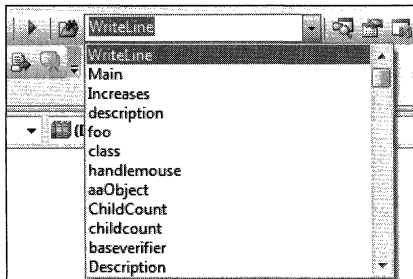 WriteLine
WriteLine
Main
Increases
description
foo
class
handlemouse
aaObject
ChildCount
childcount
baseverifier
Description